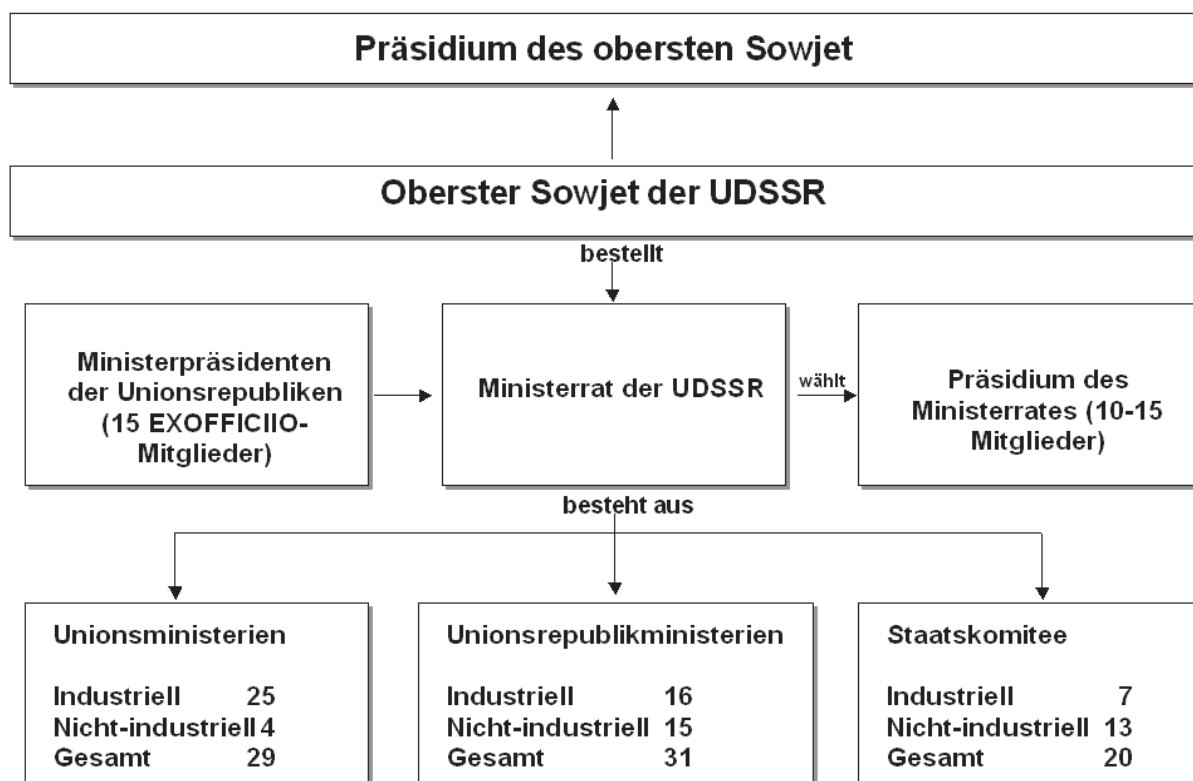 Präsidium des obersten Sowjet
Oberster Sowjet der UDSSR
bestellt
Ministerpräsidenten
der Unionsrepubliken
(15 EXOFFICIIO-
Mitglieder)
Ministerrat der UDSSR
wählt
Präsidium des
Ministerrates (10-15
Mitglieder)
besteht aus
Unionsministerien
Industriell 25
Nicht-industriell 4
Gesamt 29
Unionsrepublikministerien
Industriell 16
Nicht-industriell 15
Gesamt 31
Staatskomitee
Industriell 7
Nicht-industriell 13
Gesamt 20